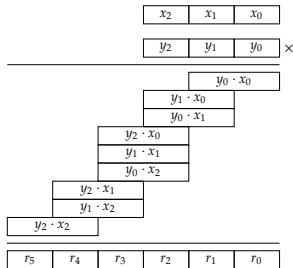 x₂ x₁ x₀
y₂ y₁ y₀ ×
y₀ · x₀
y₁ · x₀
y₀ · x₁
y₂ · x₀
y₁ · x₁
y₀ · x₂
y₂ · x₁
y₁ · x₂
y₂ · x₂
r₅ r₄ r₃ r₂ r₁ r₀